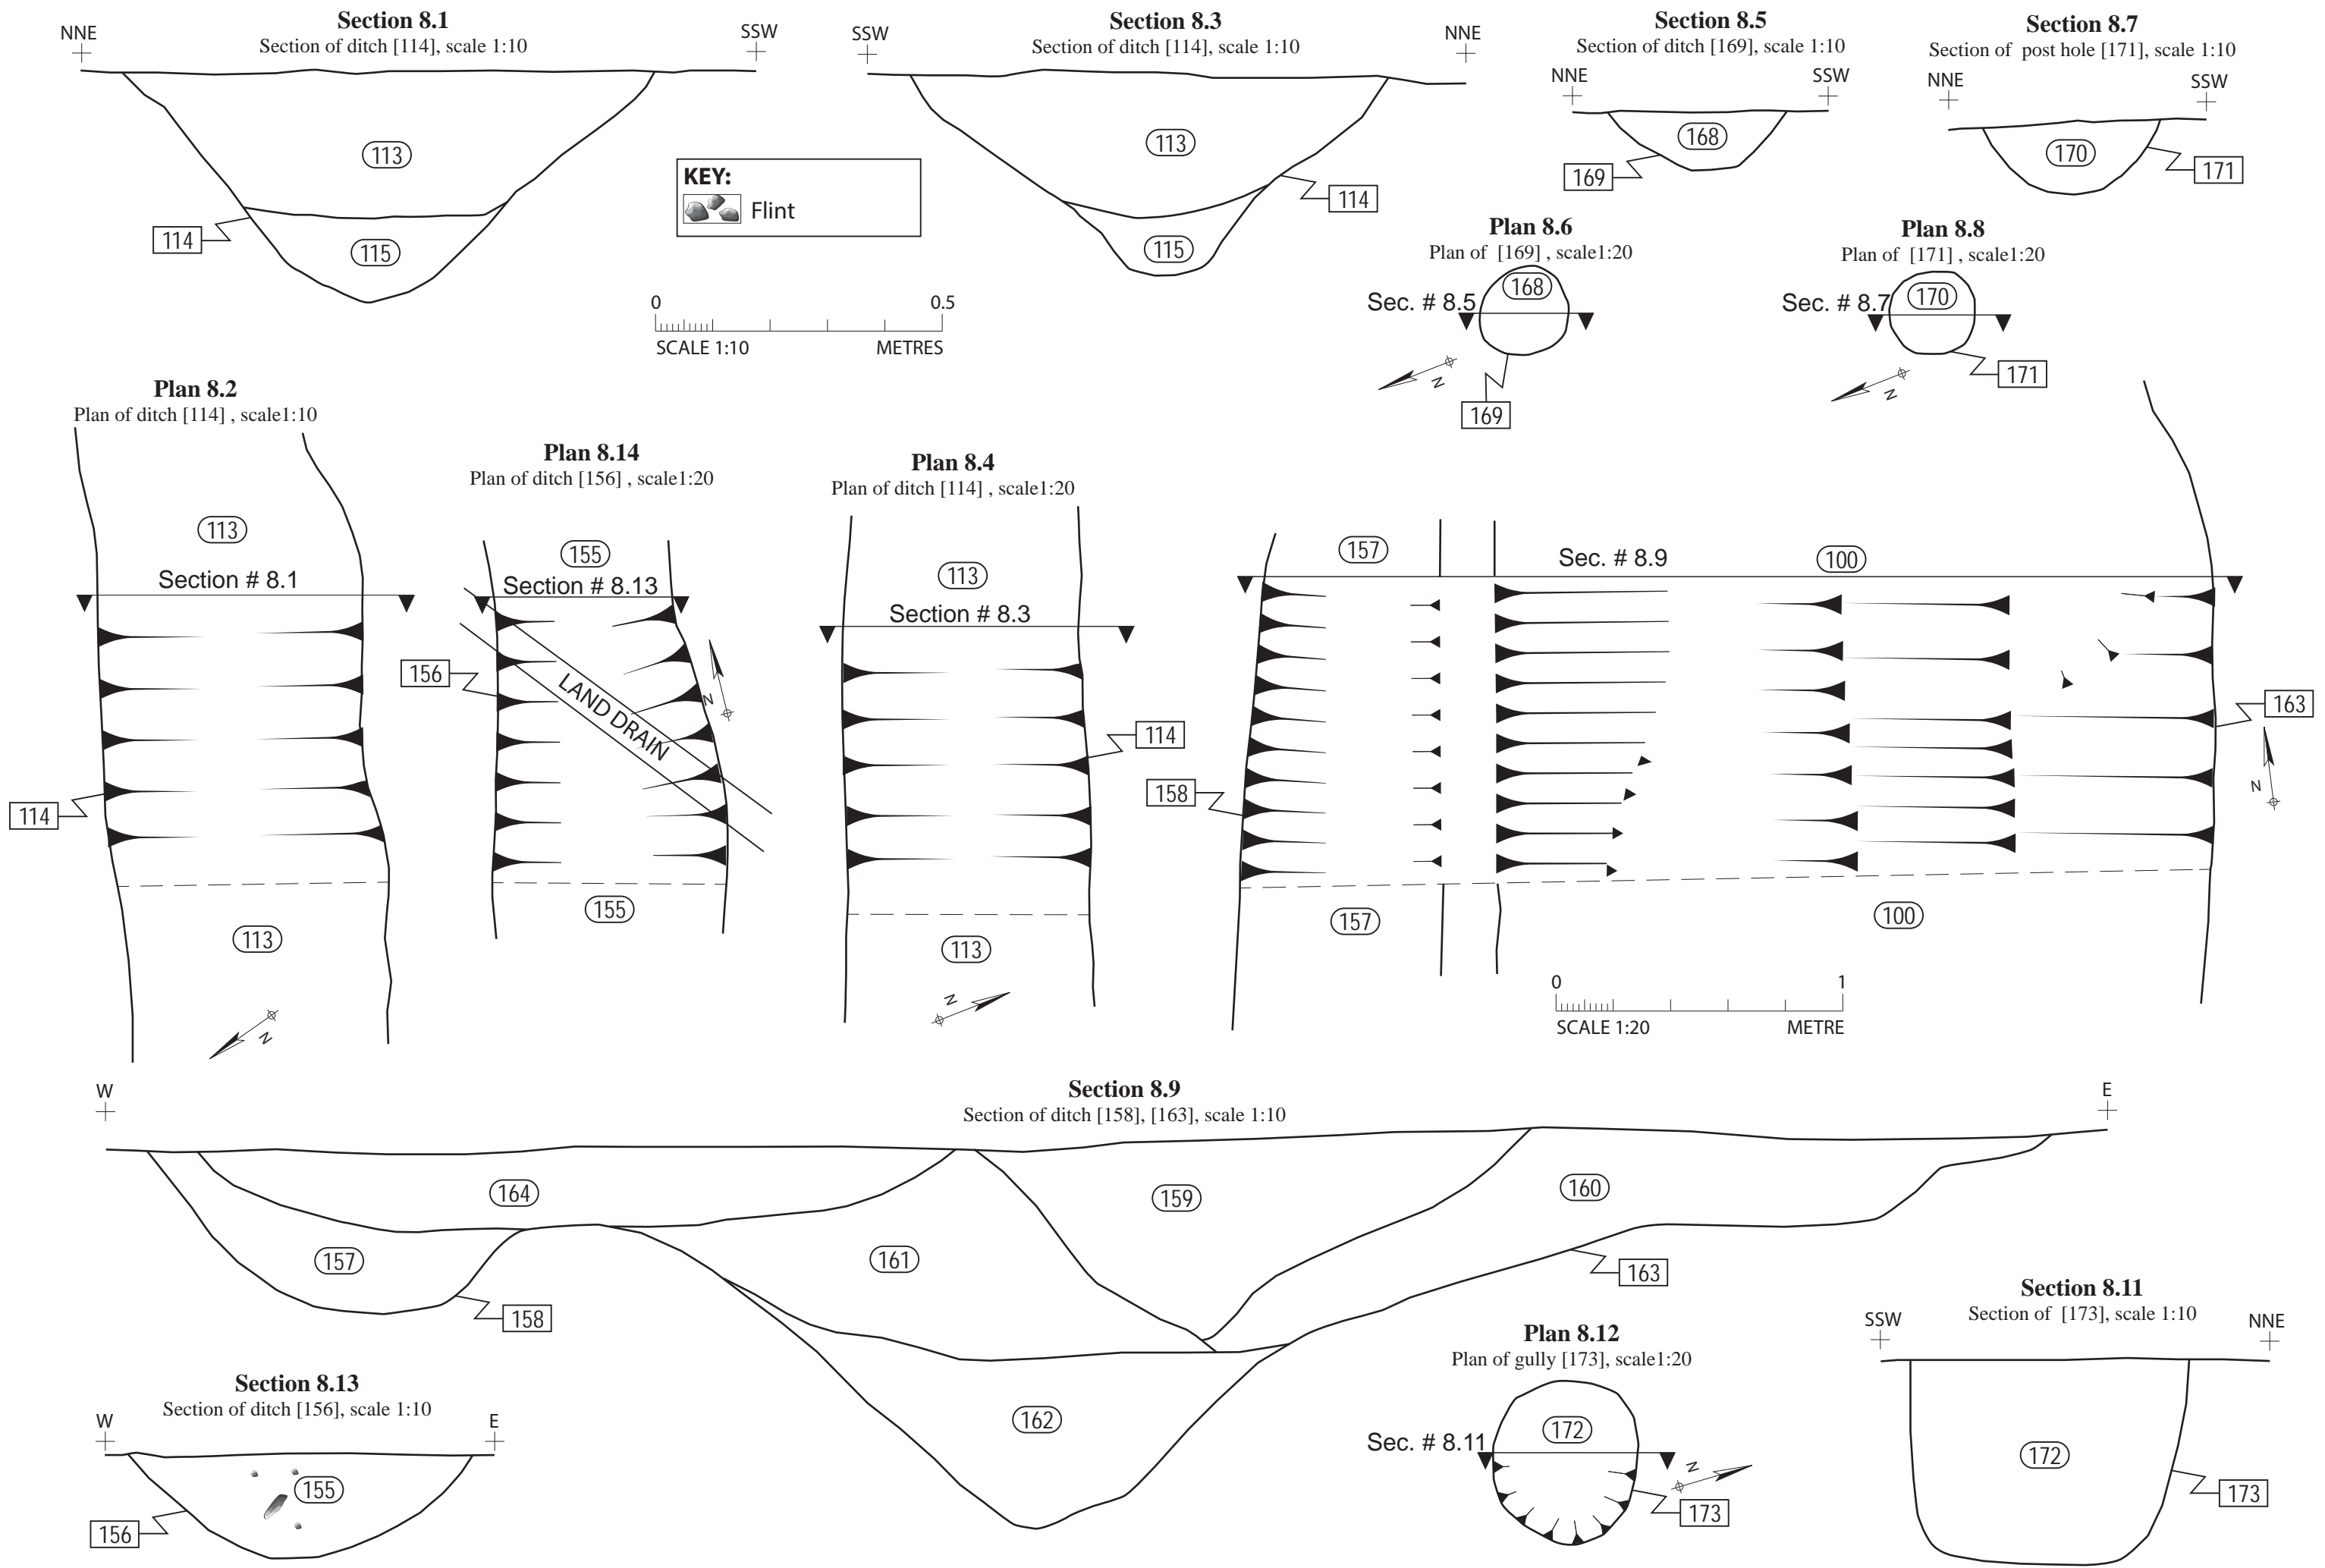 Section 8.1
Section of ditch [114], scale 1:10
NNE
SSW
113
114
115
Section 8.3
Section of ditch [114], scale 1:10
SSW
NNE
113
114
115
Section 8.5
Section of ditch [169], scale 1:10
NNE
SSW
168
169
Section 8.7
Section of post hole [171], scale 1:10
NNE
SSW
170
171
KEY:
Flint
0 0.5
SCALE 1:10 METRES
Plan 8.6
Plan of [169] , scale1:20
168
Sec. # 8.5
N
169
Plan 8.8
Plan of [171] , scale1:20
170
Sec. # 8.7
N
171
Plan 8.2
Plan of ditch [114] , scale1:10
113
Section # 8.1
114
113
N
Plan 8.14
Plan of ditch [156] , scale1:20
155
Section # 8.13
156
LAND DRAIN
N
155
Plan 8.4
Plan of ditch [114] , scale1:20
113
Section # 8.3
114
113
N
157
Sec. # 8.9
100
163
158
N
157
100
0 1
SCALE 1:20 METRE
Section 8.9
Section of ditch [158], [163], scale 1:10
W
E
164
159
160
157
161
163
158
162
Section 8.13
Section of ditch [156], scale 1:10
W
E
155
156
Plan 8.12
Plan of gully [173], scale1:20
172
Sec. # 8.11
N
173
Section 8.11
Section of [173], scale 1:10
SSW
NNE
172
173